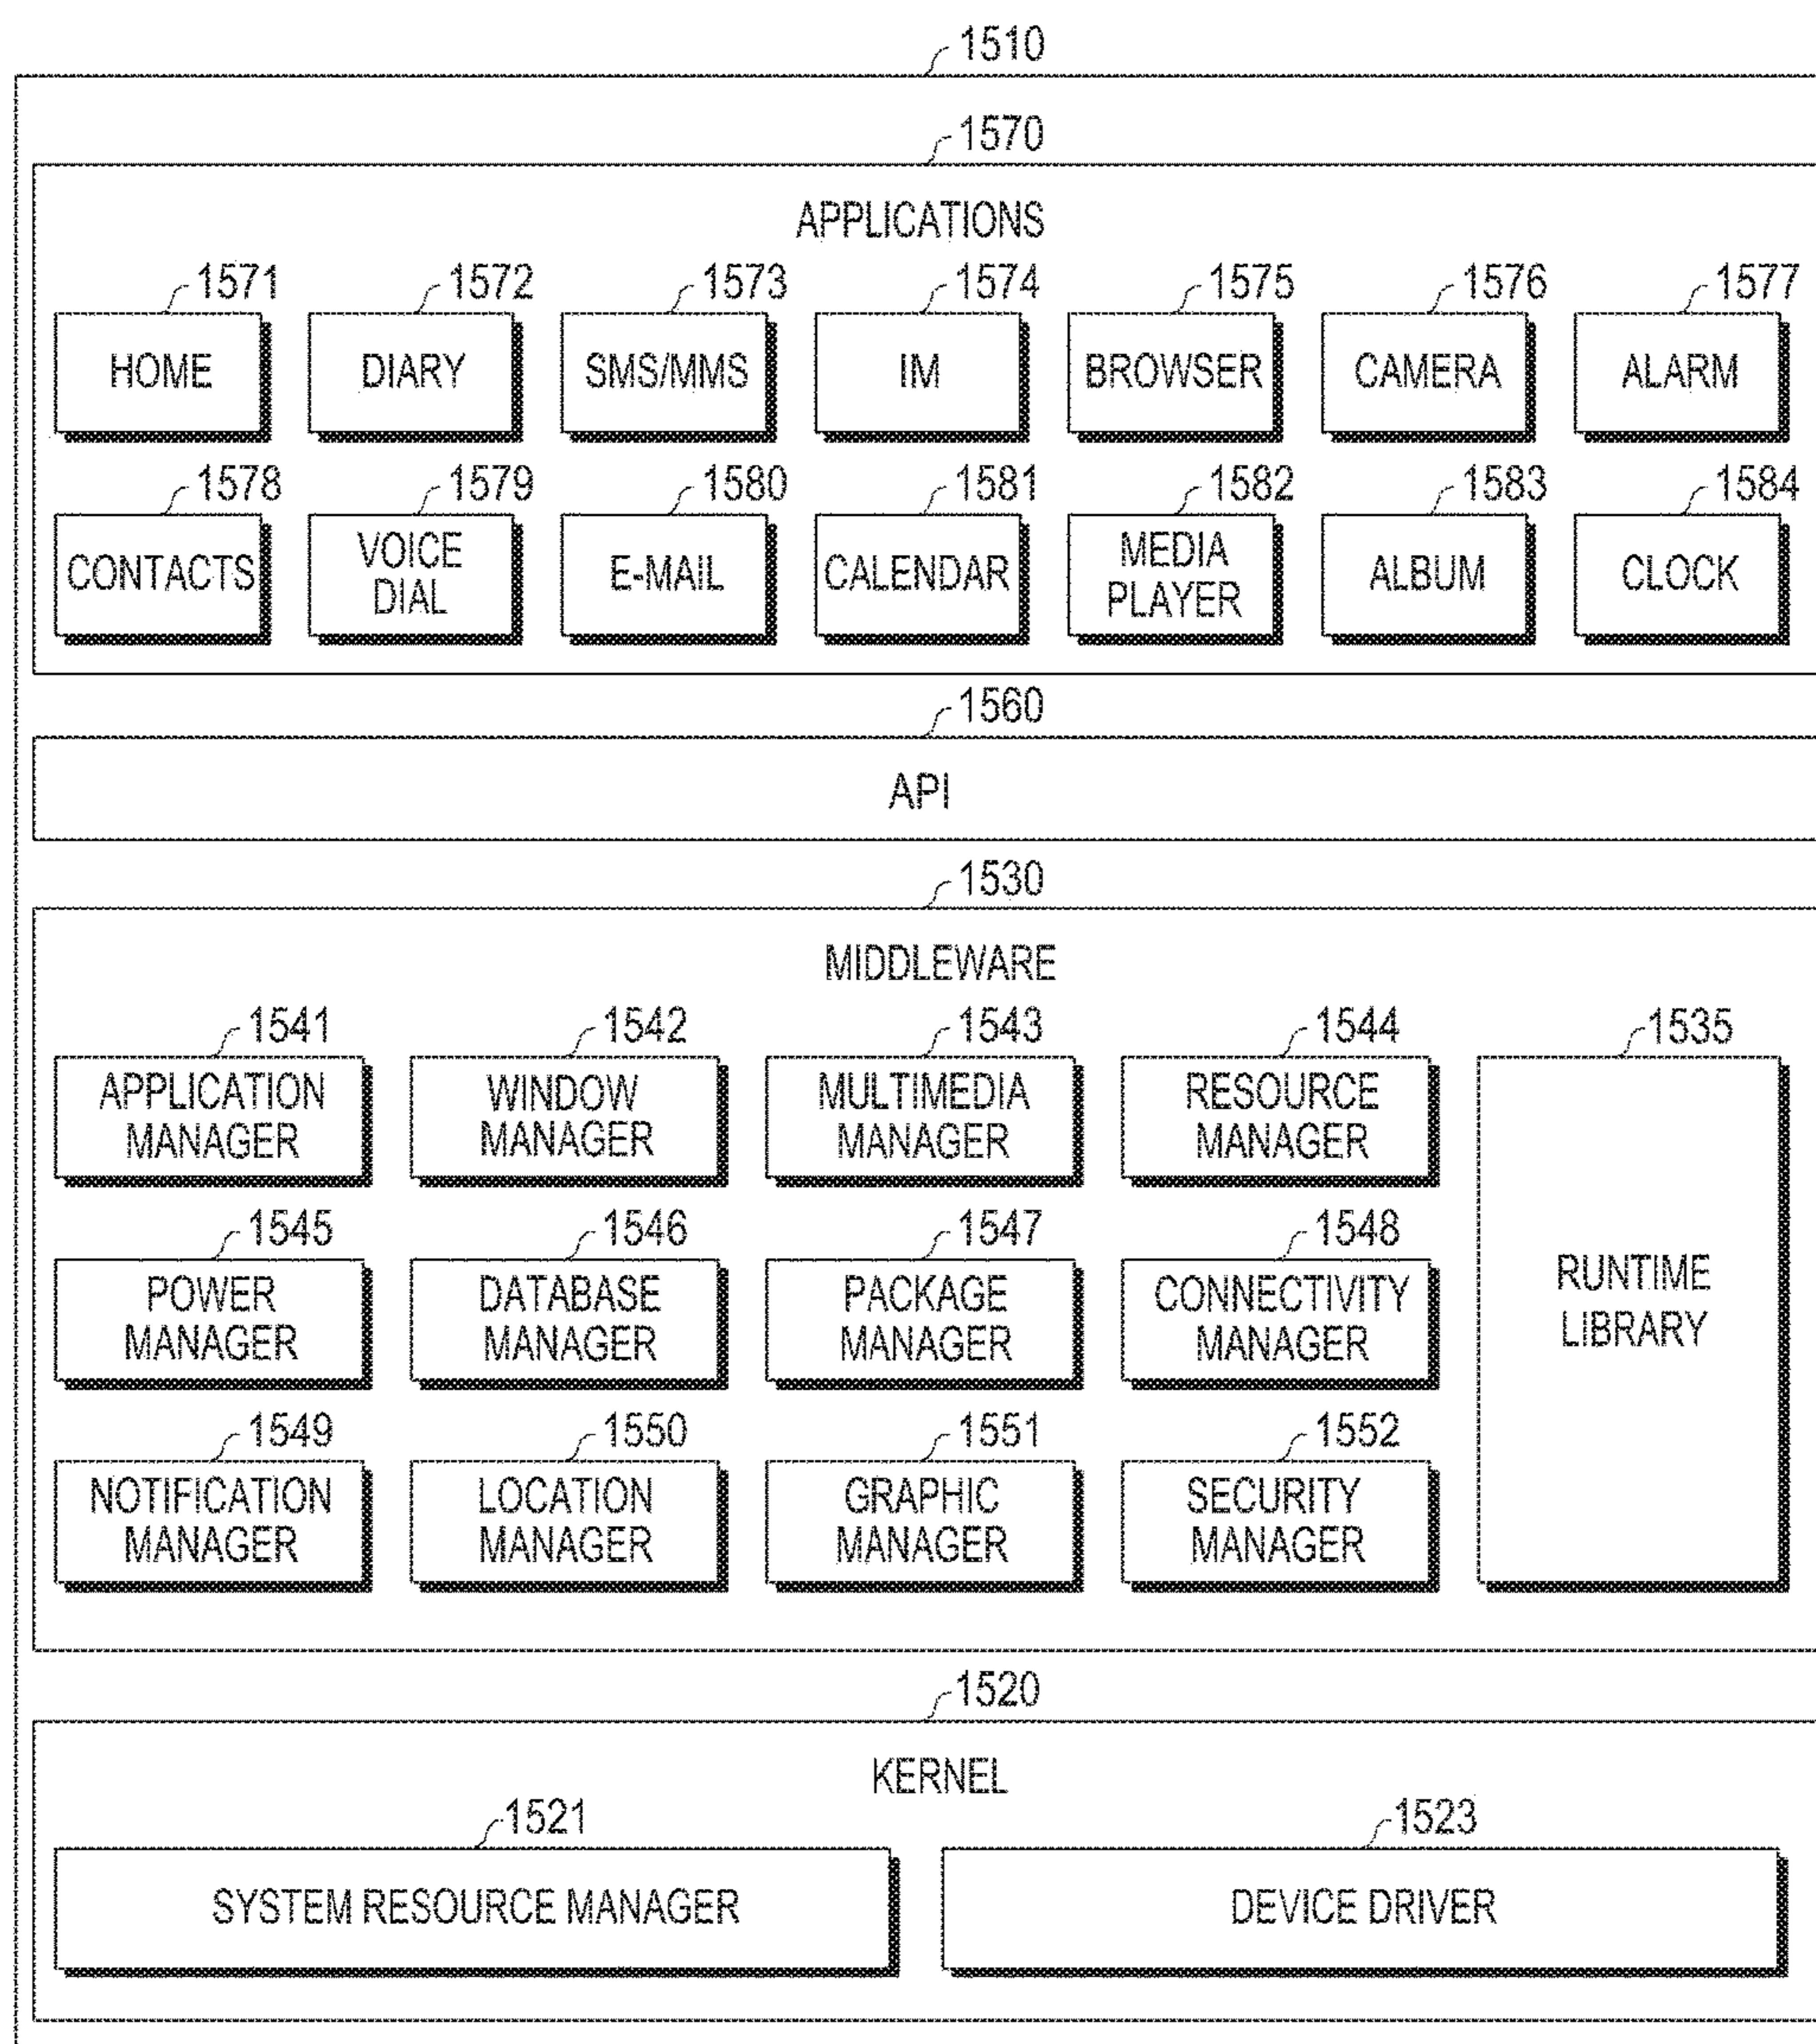 1510
1570
APPLICATIONS
1571 1572 1573 1574 1575 1576 1577
HOME DIARY SMS/MMS IM BROWSER CAMERA ALARM
1578 1579 1580 1581 1582 1583 1584
CONTACTS VOICE DIAL E-MAIL CALENDAR MEDIA PLAYER ALBUM CLOCK
1560
API
1530
MIDDLEWARE
1541 1542 1543 1544 1535
APPLICATION MANAGER WINDOW MANAGER MULTIMEDIA MANAGER RESOURCE MANAGER
1545 1546 1547 1548
POWER MANAGER DATABASE MANAGER PACKAGE MANAGER CONNECTIVITY MANAGER RUNTIME LIBRARY
1549 1550 1551 1552
NOTIFICATION MANAGER LOCATION MANAGER GRAPHIC MANAGER SECURITY MANAGER
1520
KERNEL
1521 1523
SYSTEM RESOURCE MANAGER DEVICE DRIVER